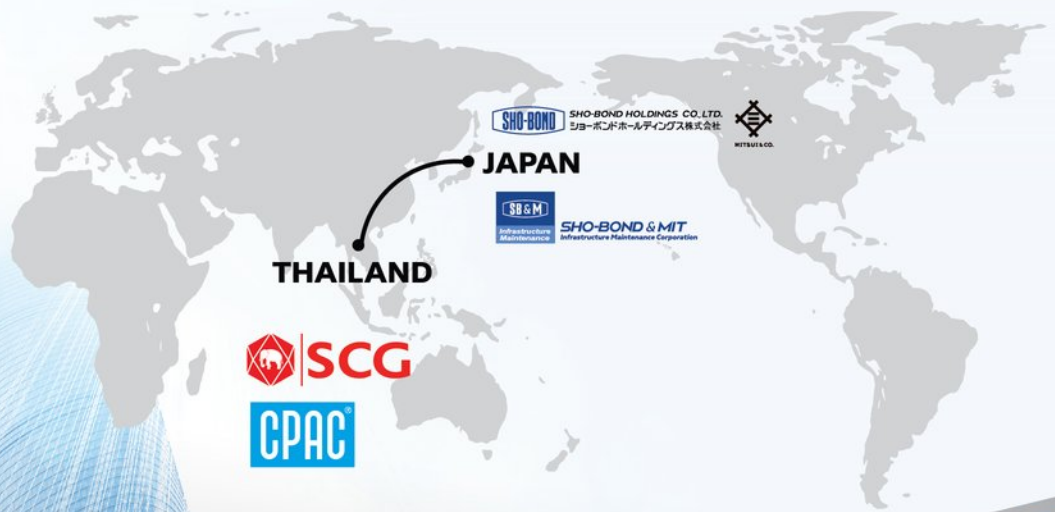 SHO-BOND
SHO-BOND HOLDINGS CO.,LTD.
ショーボンドホールディングス株式会社
MITSUI & CO.
JAPAN
SB&M
Infrastructure
Maintenance
SHO-BOND & MIT
Infrastructure Maintenance Corporation
THAILAND
SCG
CPAC®